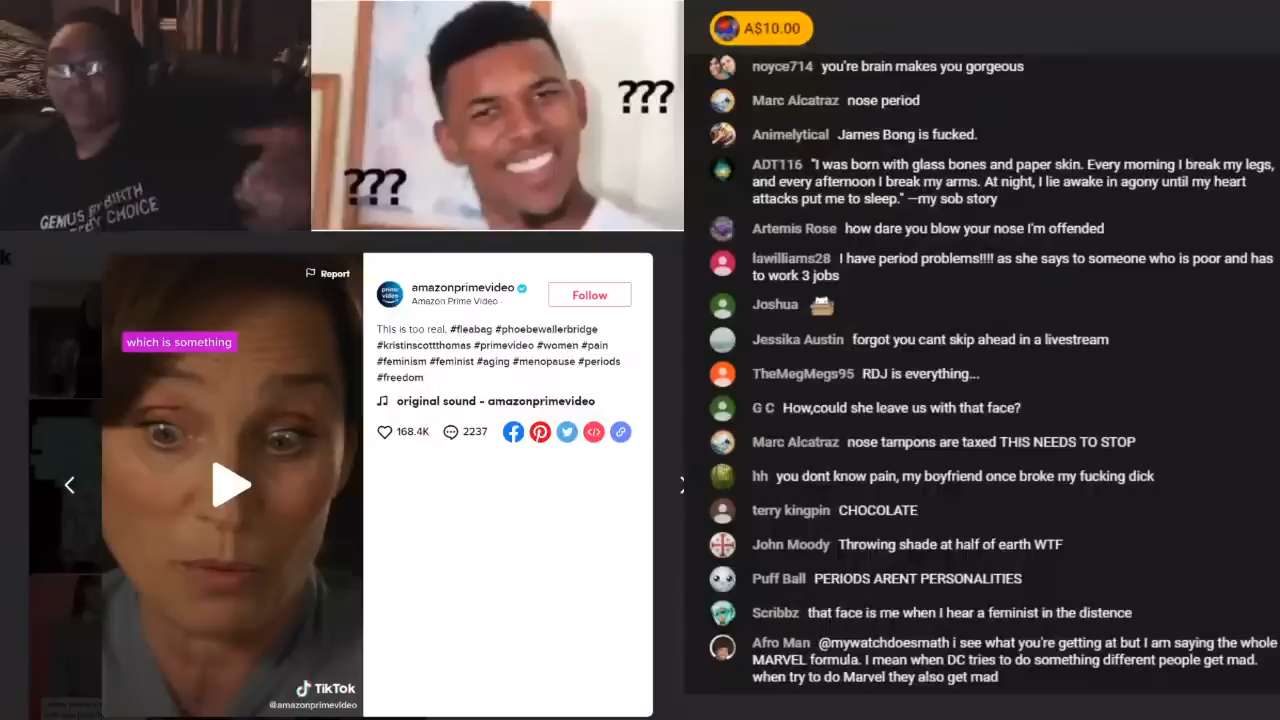 GENIUS BY BIRTH
BY CHOICE
???
???
k
Report
which is something
TikTok
@amazonprimevideo
prime video
amazonprimevideo
Amazon Prime Video ·
Follow
This is too real. #fleabag #phoebewallerbridge
#kristinscottthomas #primevideo #women #pain
#feminism #feminist #aging #menopause #periods
#freedom
original sound - amazonprimevideo
168.4K
2237
A$10.00
noyce714 you're brain makes you gorgeous
Marc Alcatraz nose period
Animelytical James Bong is fucked.
ADT116 "I was born with glass bones and paper skin. Every morning I break my legs,
and every afternoon I break my arms. At night, I lie awake in agony until my heart
attacks put me to sleep." —my sob story
Artemis Rose how dare you blow your nose I'm offended
lawilliams28 I have period problems!!!! as she says to someone who is poor and has
to work 3 jobs
Joshua
Jessika Austin forgot you cant skip ahead in a livestream
TheMegMegs95 RDJ is everything...
G C How,could she leave us with that face?
Marc Alcatraz nose tampons are taxed THIS NEEDS TO STOP
hh you dont know pain, my boyfriend once broke my fucking dick
terry kingpin CHOCOLATE
John Moody Throwing shade at half of earth WTF
Puff Ball PERIODS ARENT PERSONALITIES
Scribbz that face is me when I hear a feminist in the distence
Afro Man @mywatchdoesmath i see what you're getting at but I am saying the whole
MARVEL formula. I mean when DC tries to do something different people get mad.
when try to do Marvel they also get mad